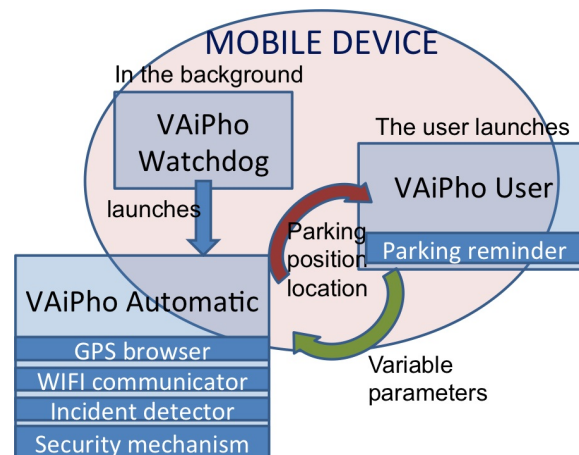 MOBILE DEVICE
In the background
VAiPho
Watchdog
The user launches
VAiPho User
Parking reminder
launches
Parking
position
location
VAiPho Automatic
GPS browser
WIFI communicator
Incident detector
Security mechanism
Variable
parameters